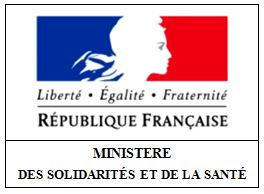 Liberté • Égalité • Fraternité
RÉPUBLIQUE FRANÇAISE
MINISTERE
DES SOLIDARITÉS ET DE LA SANTÉ